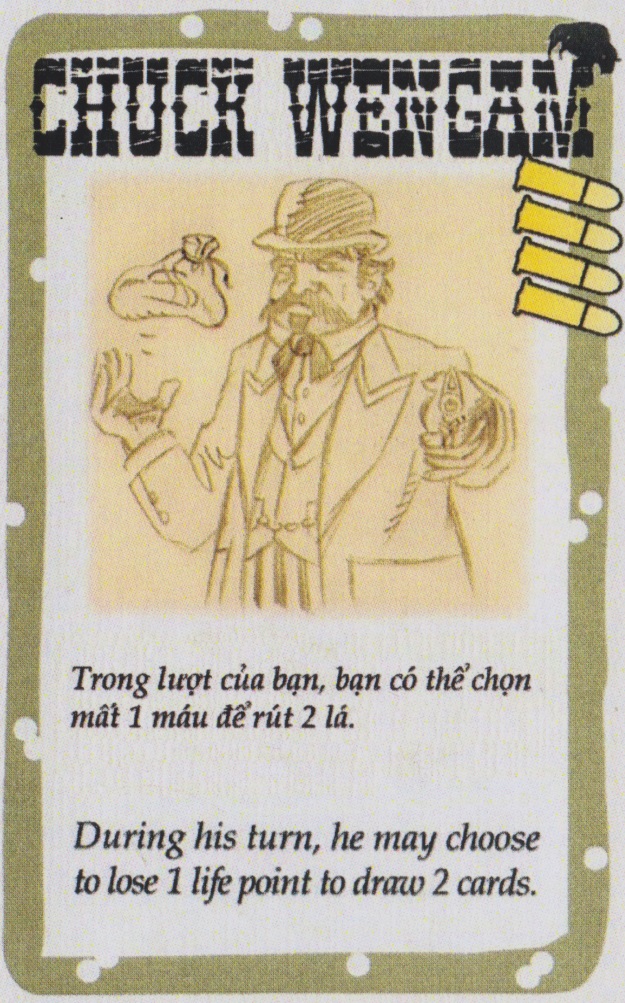 CHUCK WENGAM
Trong lượt của bạn, bạn có thể chọn
mất 1 máu để rút 2 lá.
During his turn, he may choose
to lose 1 life point to draw 2 cards.